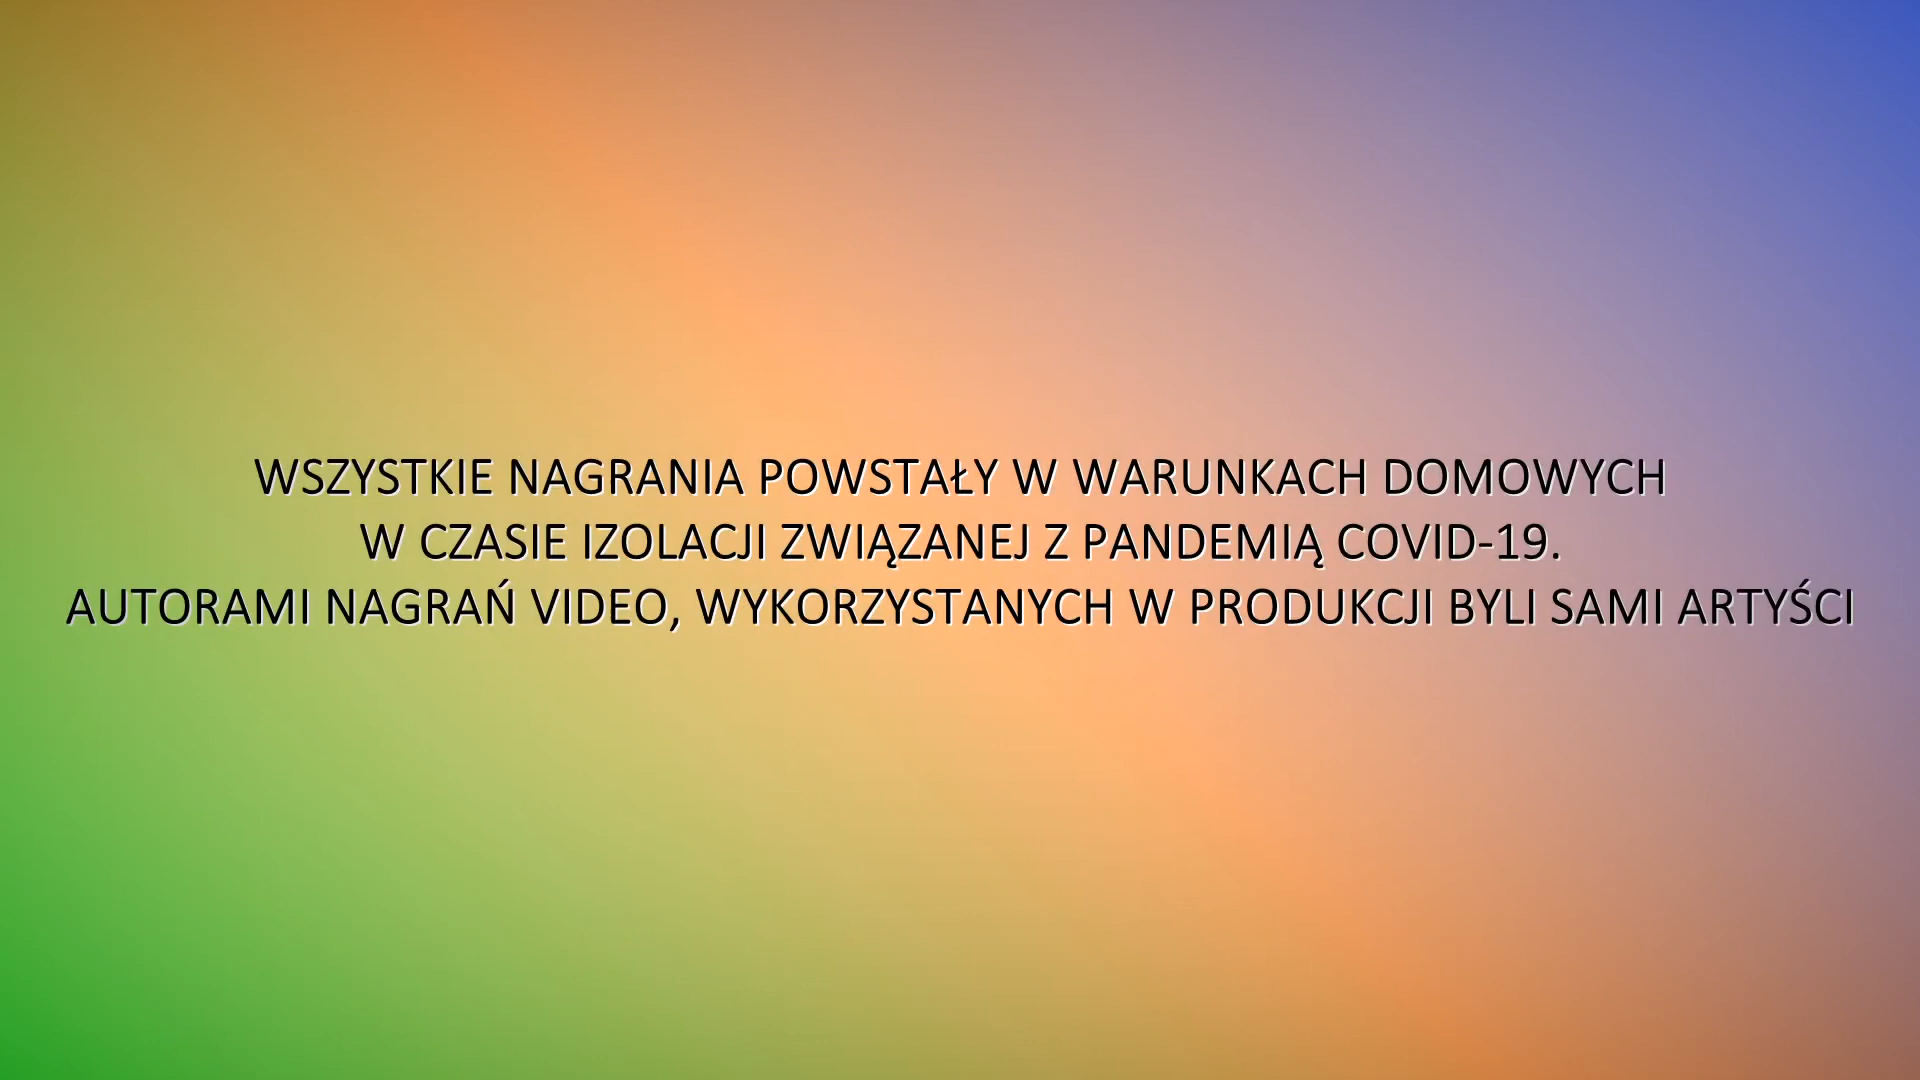 WSZYSTKIE NAGRANIA POWSTAŁY W WARUNKACH DOMOWYCH
W CZASIE IZOLACJI ZWIĄZANEJ Z PANDEMIĄ COVID-19.
AUTORAMI NAGRAŃ VIDEO, WYKORZYSTANYCH W PRODUKCJI BYLI SAMI ARTYŚCI